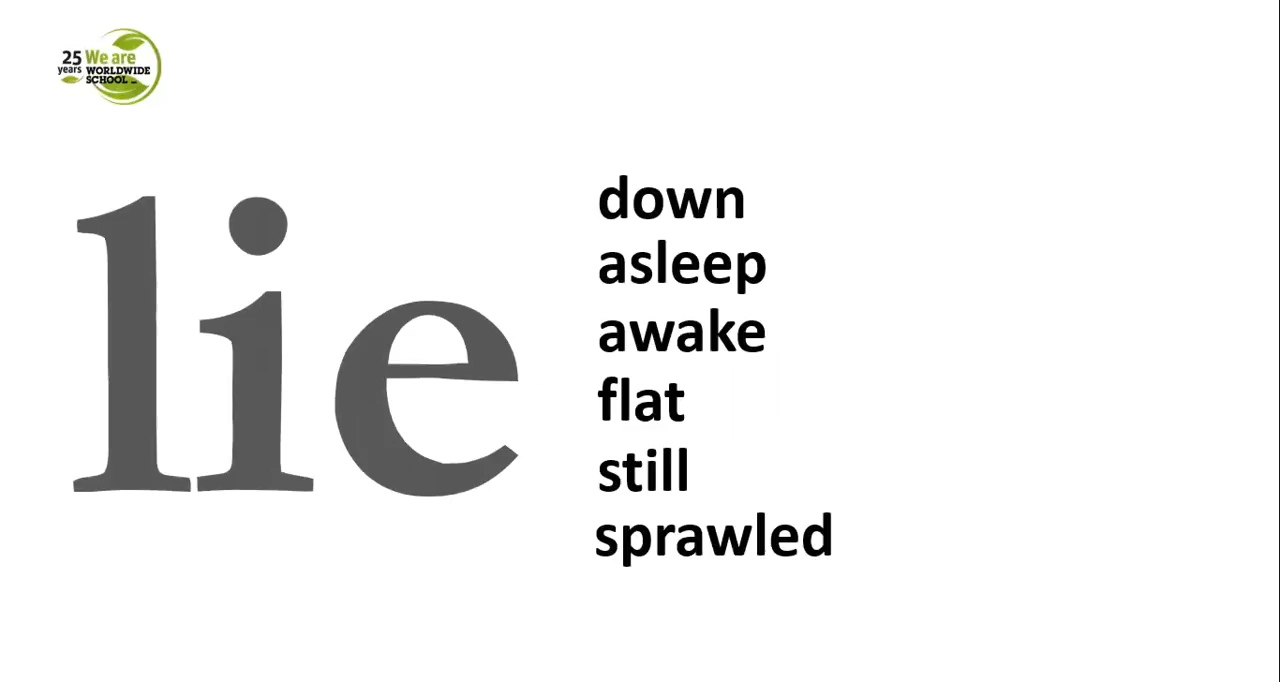 25 We are
years WORLDWIDE
SCHOOL
lie
down
asleep
awake
flat
still
sprawled